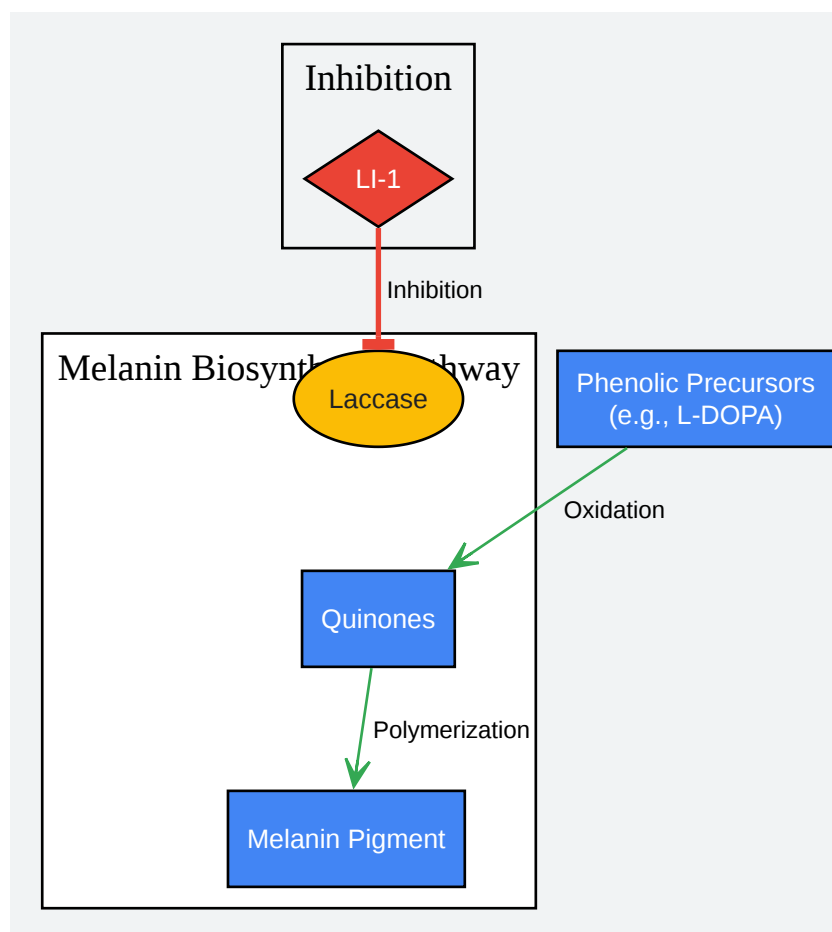 Inhibition
LI-1
Inhibition
Melanin
Laccase
Phenolic Precursors
(e.g., L-DOPA)
Oxidation
Quinones
Polymerization
Melanin Pigment